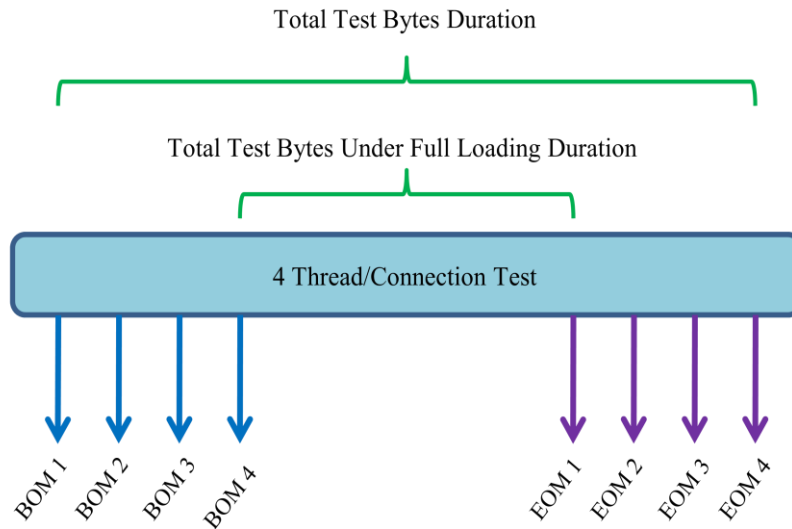 Total Test Bytes Duration
Total Test Bytes Under Full Loading Duration
4 Thread/Connection Test
BOM 1
BOM 2
BOM 3
BOM 4
EOM 1
EOM 2
EOM 3
EOM 4